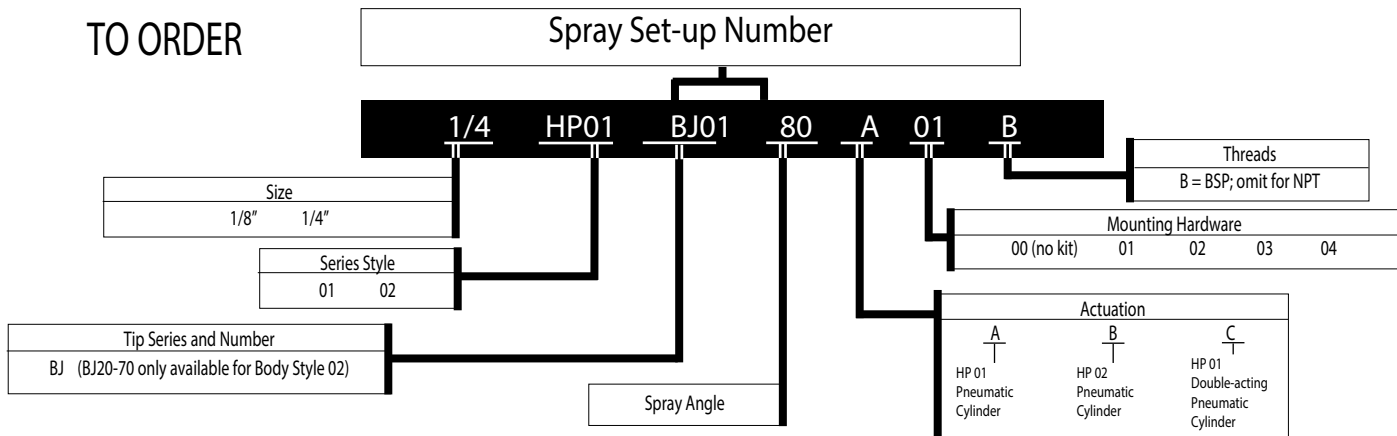 TO ORDER
Spray Set-up Number
1/4 HP01 BJ01 80 A 01 B
Threads
B = BSP; omit for NPT
Size
1/8" 1/4"
Mounting Hardware
00 (no kit) 01 02 03 04
Series Style
01 02
Actuation
A B C
HP 01
Pneumatic
Cylinder
HP 02
Pneumatic
Cylinder
HP 01
Double-acting
Pneumatic
Cylinder
Tip Series and Number
BJ (BJ20-70 only available for Body Style 02)
Spray Angle